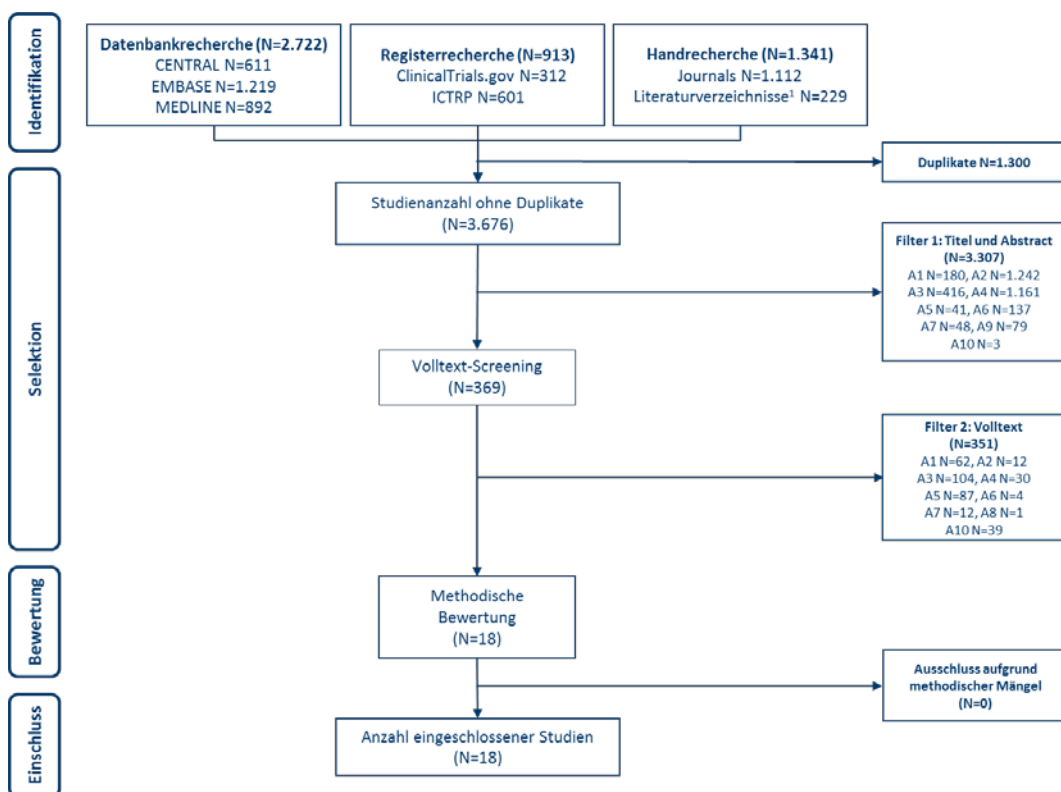 Identifikation
Datenbankrecherche (N=2.722)
CENTRAL N=611
EMBASE N=1.219
MEDLINE N=892
Registerrecherche (N=913)
ClinicalTrials.gov N=312
ICTRP N=601
Handrecherche (N=1.341)
Journals N=1.112
Literaturverzeichnisse¹ N=229
Duplikate N=1.300
Selektion
Studienanzahl ohne Duplikate
(N=3.676)
Filter 1: Titel und Abstract
(N=3.307)
A1 N=180, A2 N=1.242
A3 N=416, A4 N=1.161
A5 N=41, A6 N=137
A7 N=48, A9 N=79
A10 N=3
Volltext-Screening
(N=369)
Filter 2: Volltext
(N=351)
A1 N=62, A2 N=12
A3 N=104, A4 N=30
A5 N=87, A6 N=4
A7 N=12, A8 N=1
A10 N=39
Bewertung
Methodische
Bewertung
(N=18)
Ausschluss aufgrund
methodischer Mängel
(N=0)
Einschluss
Anzahl eingeschlossener Studien
(N=18)